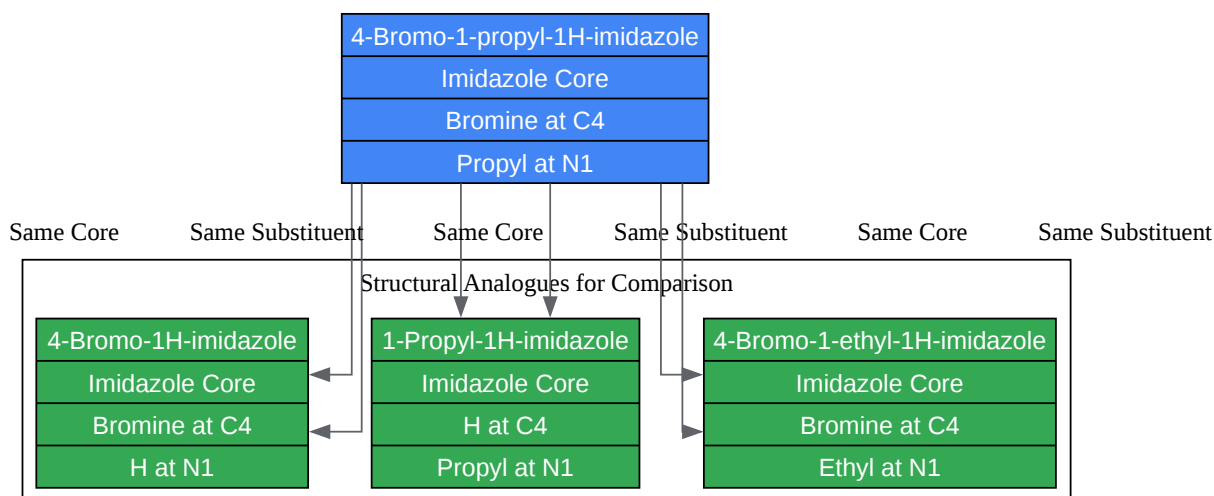 4-Bromo-1-propyl-1H-imidazole
Imidazole Core
Bromine at C4
Propyl at N1
Same Core
Same Substituent
Same Core
Same Substituent
Same Core
Same Substituent
Structural Analogues for Comparison
4-Bromo-1H-imidazole
Imidazole Core
Bromine at C4
H at N1
1-Propyl-1H-imidazole
Imidazole Core
H at C4
Propyl at N1
4-Bromo-1-ethyl-1H-imidazole
Imidazole Core
Bromine at C4
Ethyl at N1